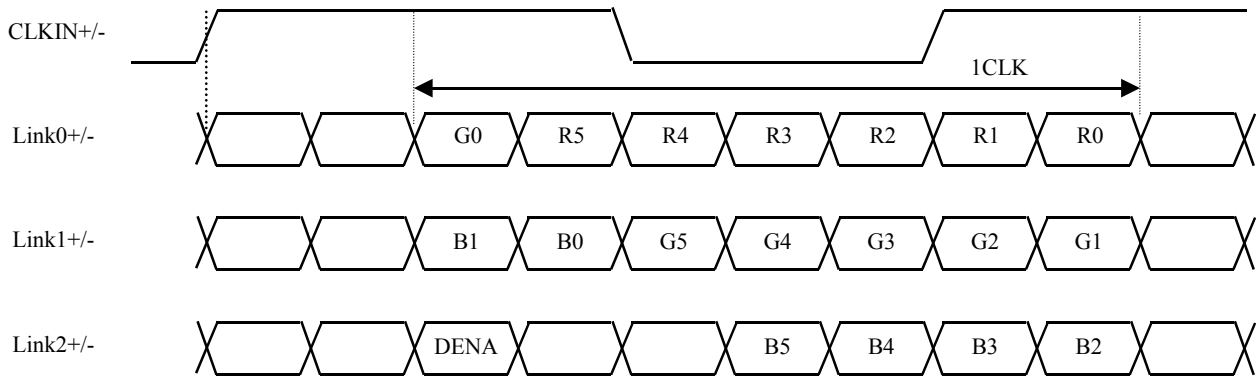 CLKIN+/-
1CLK
Link0+/- G0 R5 R4 R3 R2 R1 R0
Link1+/- B1 B0 G5 G4 G3 G2 G1
Link2+/- DENA B5 B4 B3 B2